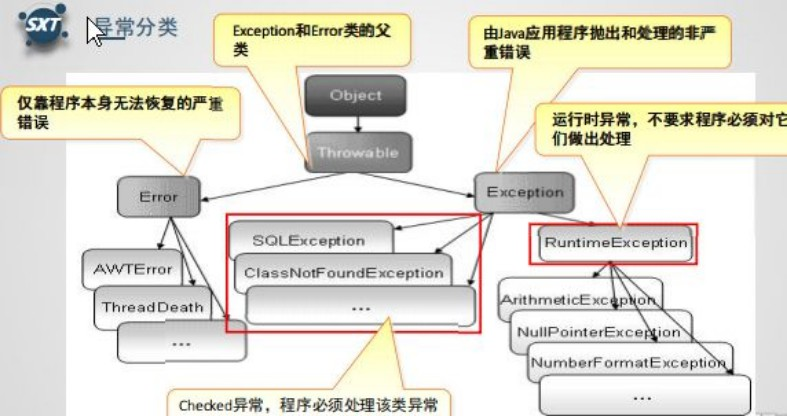 SXT
异常分类
Exception和Error类的父
类
由Java应用程序抛出和处理的非严
重错误
仅靠程序本身无法恢复的严重
错误
运行时异常，不要求程序必须对它
们做出处理
Object
Throwable
Error
Exception
AWTError
ThreadDeath
...
SQLException
ClassNotFoundException
...
RuntimeException
ArithmeticException
NullPointerException
NumberFormatException
...
Checked异常，程序必须处理该类异常